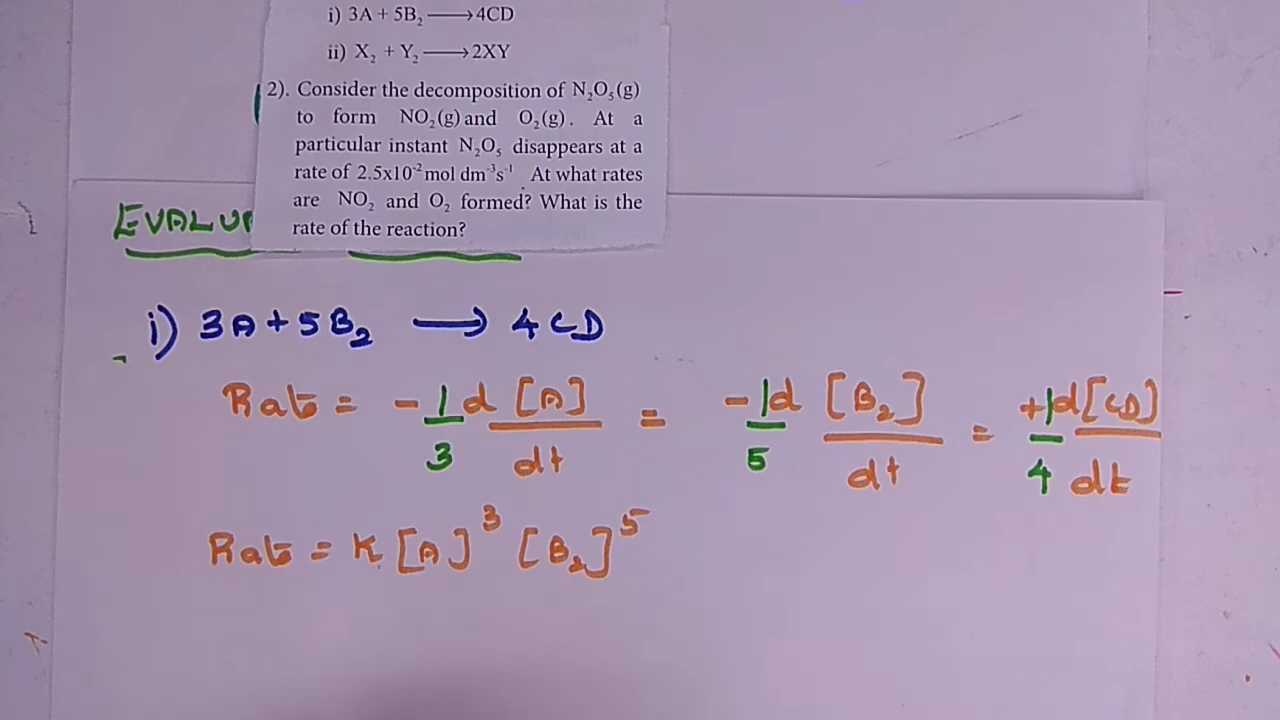 i) 3A + 5B₂ ⟶ 4CD
ii) X₂ + Y₂ ⟶ 2XY
2). Consider the decomposition of N₂O₅(g)
to form NO₂(g) and O₂(g). At a
particular instant N₂O₅ disappears at a
rate of 2.5x10⁻² mol dm⁻³s⁻¹ At what rates
are NO₂ and O₂ formed? What is the
rate of the reaction?
i) 3A + 5B₂ ⟶ 4CD
Rate = -1/3 d[A]/dt = -1/5 d[B₂]/dt = +1/4 d[CD]/dt
Rate = K[A]³ [B₂]⁵